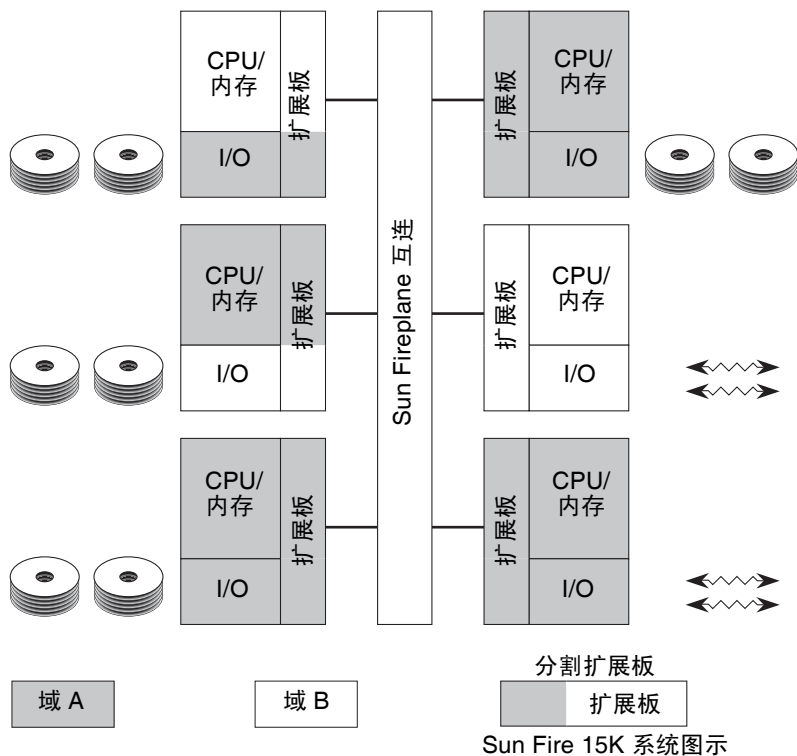 CPU/
内存
扩展板
I/O
Sun Fireplane 互连
扩展板
CPU/
内存
I/O
CPU/
内存
扩展板
I/O
扩展板
CPU/
内存
I/O
CPU/
内存
扩展板
I/O
扩展板
CPU/
内存
I/O
域 A
域 B
分割扩展板
扩展板
Sun Fire 15K 系统图示